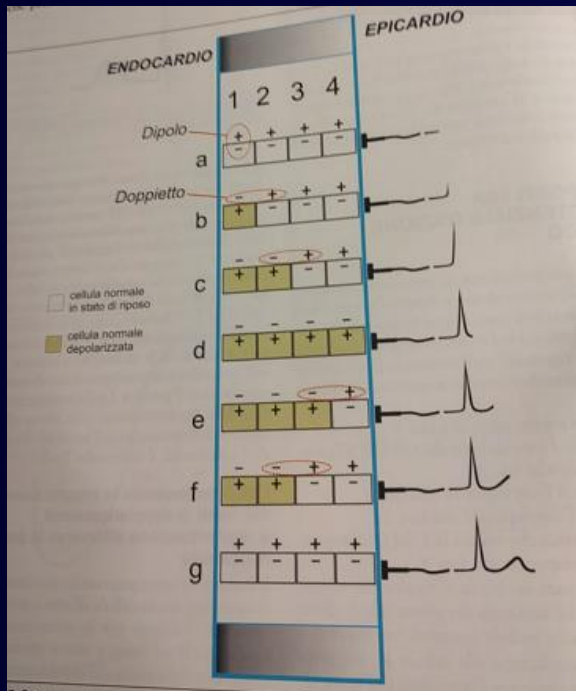 EPICARDIO
ENDOCARDIO
1 2 3 4
Dipolo
+ + + +
a
- - - -
Doppietto
- + + +
b
+ - - -
- - + +
c
+ + - -
cellula normale
in stato di riposo
cellula normale
depolarizzata
- - - -
d
+ + + +
- - - +
e
+ + + -
- - + +
f
+ + - -
+ + + +
g
- - - -